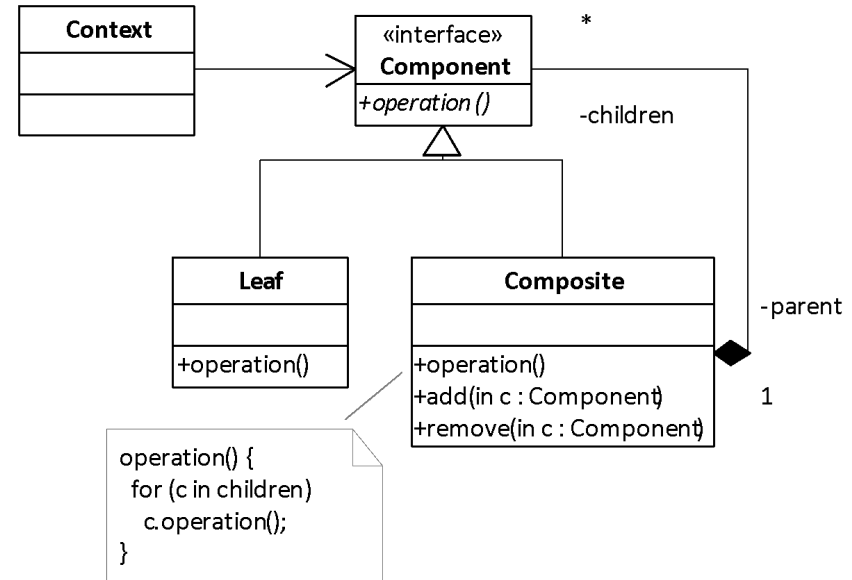 Context
«interface»
Component
+operation()
*
-children
Leaf
+operation()
Composite
+operation()
+add(in c : Component)
+remove(in c : Component)
-parent
1
operation() {
for (c in children)
c.operation();
}